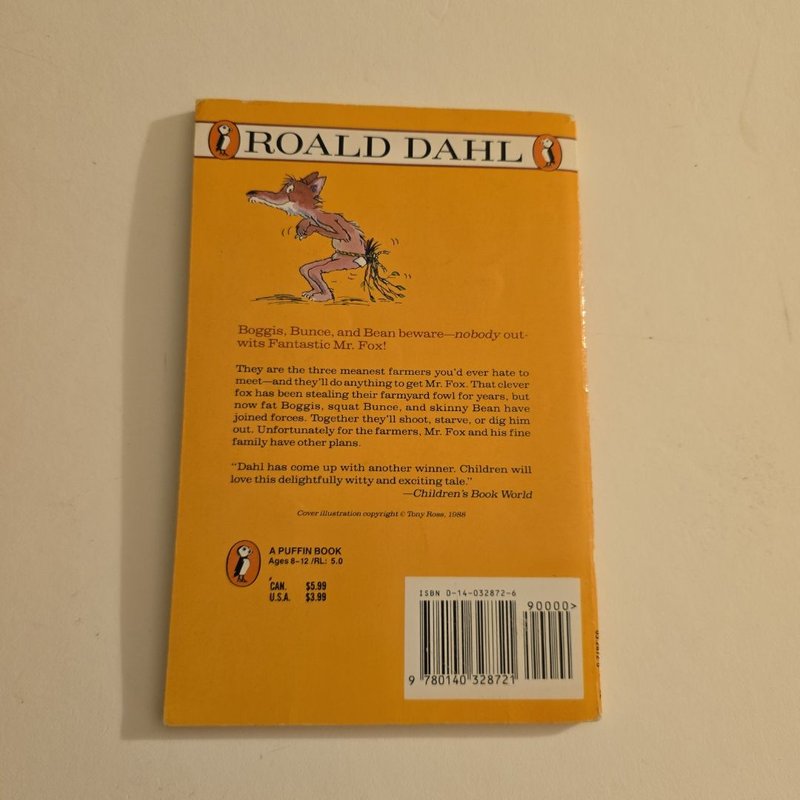 ROALD DAHL
Boggis, Bunce, and Bean beware—nobody out-
wits Fantastic Mr. Fox!
They are the three meanest farmers you'd ever hate to
meet—and they'll do anything to get Mr. Fox. That clever
fox has been stealing their farmyard fowl for years, but
now fat Boggis, squat Bunce, and skinny Bean have
joined forces. Together they'll shoot, starve, or dig him
out. Unfortunately for the farmers, Mr. Fox and his fine
family have other plans.
"Dahl has come up with another winner. Children will
love this delightfully witty and exciting tale."
—Children's Book World
Cover illustration copyright © Tony Ross, 1988
A PUFFIN BOOK
Ages 8-12 /RL: 5.0
CAN. $5.99
U.S.A. $3.99
ISBN 0-14-032872-6
90000>
9 780140 328721